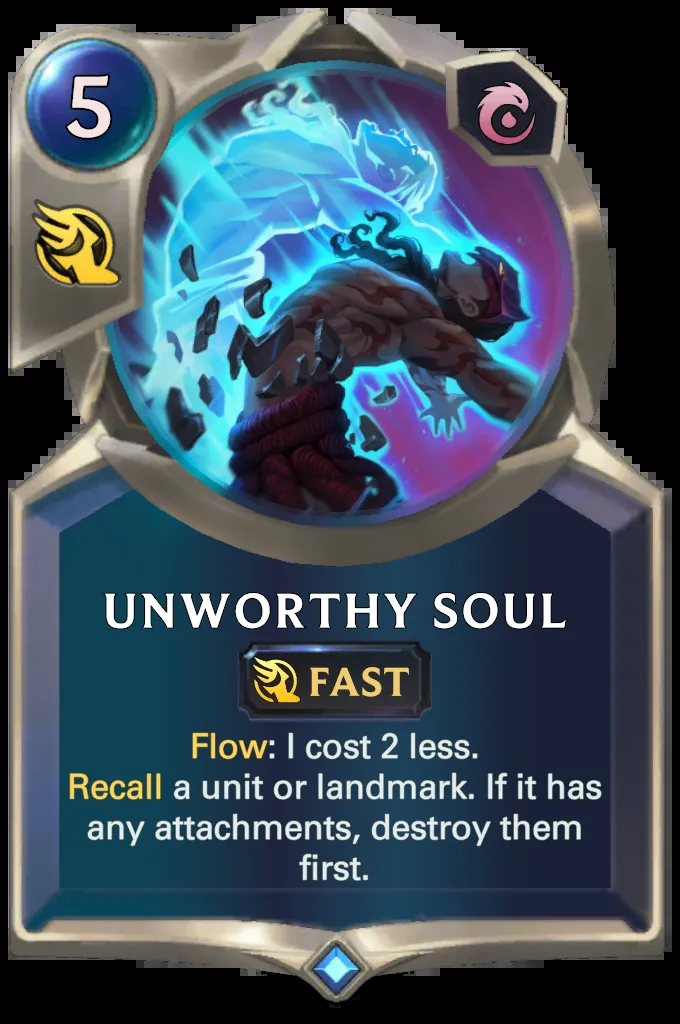 5
UNWORTHY SOUL
FAST
Flow: I cost 2 less.
Recall a unit or landmark. If it has
any attachments, destroy them
first.